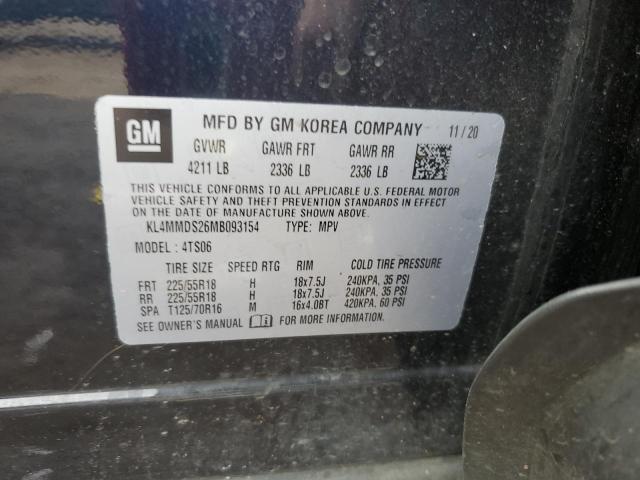 GM
MFD BY GM KOREA COMPANY 11/20
GVWR GAWR FRT GAWR RR
4211 LB 2336 LB 2336 LB
THIS VEHICLE CONFORMS TO ALL APPLICABLE U.S. FEDERAL MOTOR
VEHICLE SAFETY AND THEFT PREVENTION STANDARDS IN EFFECT ON
THE DATE OF MANUFACTURE SHOWN ABOVE.
KL4MMDS26MB093154 TYPE: MPV
MODEL : 4TS06
TIRE SIZE SPEED RTG RIM COLD TIRE PRESSURE
FRT 225/55R18 H 18x7.5J 240KPA, 35 PSI
RR 225/55R18 H 18x7.5J 240KPA, 35 PSI
SPA T125/70R16 M 16x4.0BT 420KPA, 60 PSI
SEE OWNER'S MANUAL FOR MORE INFORMATION.